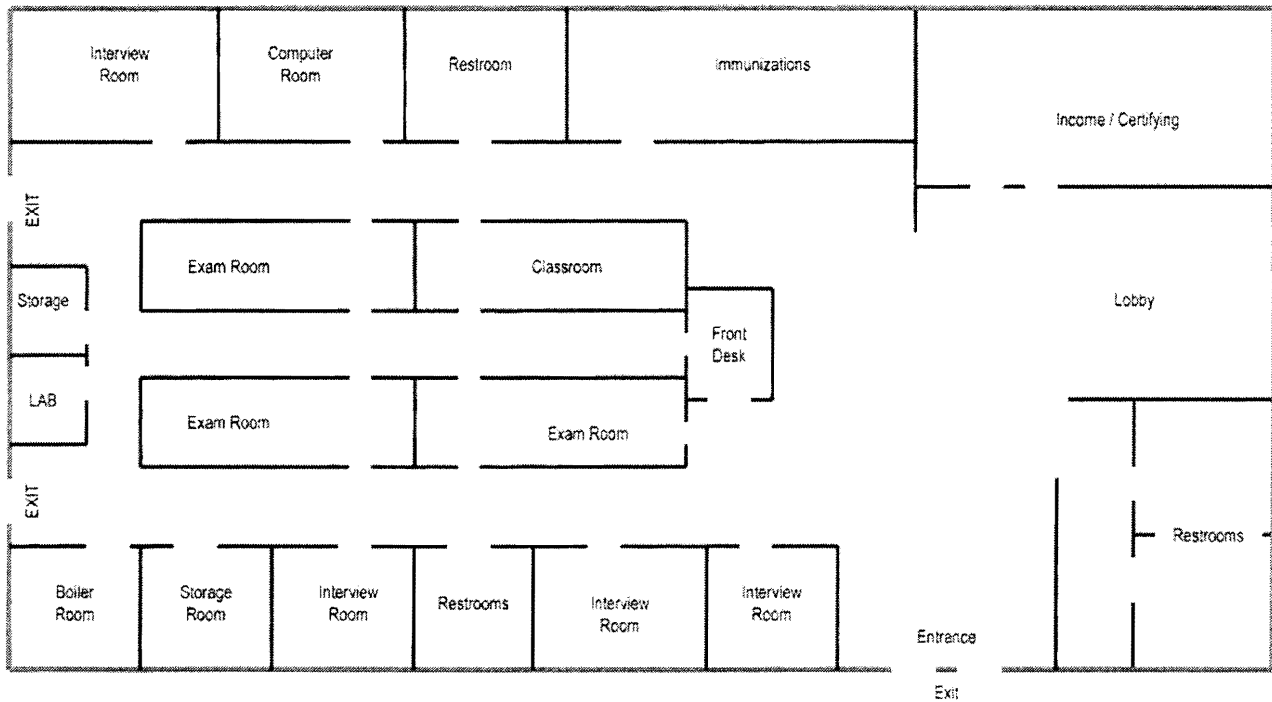 Interview
Room
Computer
Room
Restroom
Immunizations
Income / Certifying
EXIT
Exam Room
Classroom
Storage
Front
Desk
Lobby
LAB
Exam Room
Exam Room
EXIT
Restrooms
Boiler
Room
Storage
Room
Interview
Room
Restrooms
Interview
Room
Interview
Room
Entrance
Exit